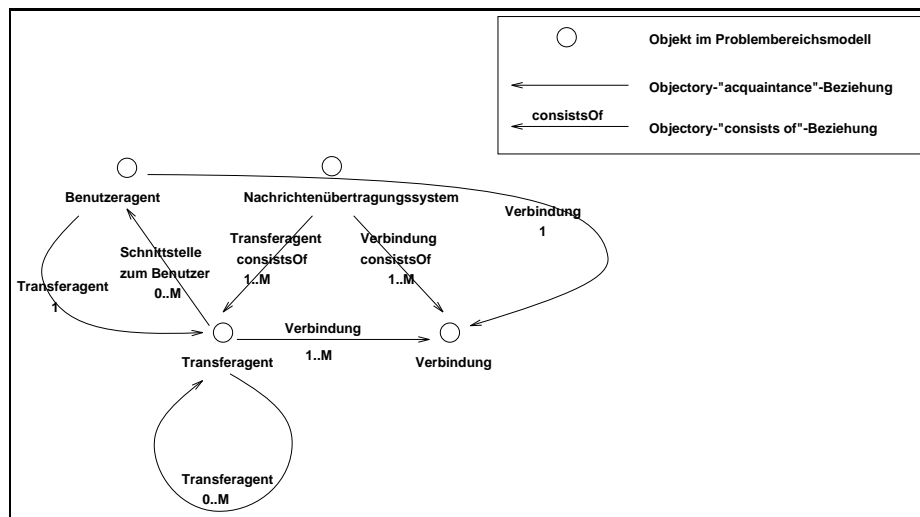 Objekt im Problembereichsmodell
Objectory-"acquaintance"-Beziehung
consistsOf
Objectory-"consists of"-Beziehung
Benutzeragent
Nachrichtenübertragungssystem
Verbindung
1
Schnittstelle
zum Benutzer
0..M
Transferagent
consistsOf
1..M
Verbindung
consistsOf
1..M
Transferagent
1
Verbindung
1..M
Transferagent
Verbindung
Transferagent
0..M